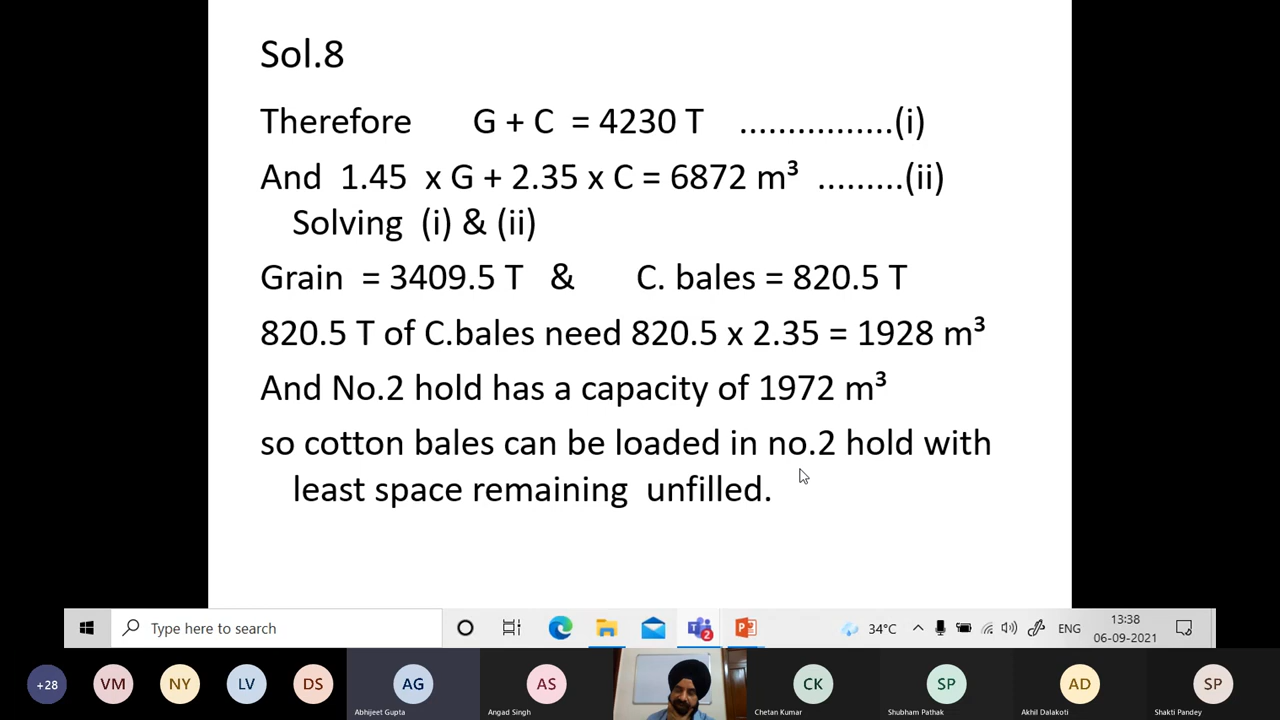 Sol.8
Therefore G + C = 4230 T ................(i)
And 1.45 x G + 2.35 x C = 6872 m³ .........(ii)
Solving (i) & (ii)
Grain = 3409.5 T & C. bales = 820.5 T
820.5 T of C.bales need 820.5 x 2.35 = 1928 m³
And No.2 hold has a capacity of 1972 m³
so cotton bales can be loaded in no.2 hold with
least space remaining unfilled.
Type here to search
2
34°C
ENG
13:38
06-09-2021
+28 VM NY LV DS AG AS CK SP AD SP
Abhijeet Gupta Angad Singh Chetan Kumar Shubham Pathak Akhil Dalakoti Shakti Pandey